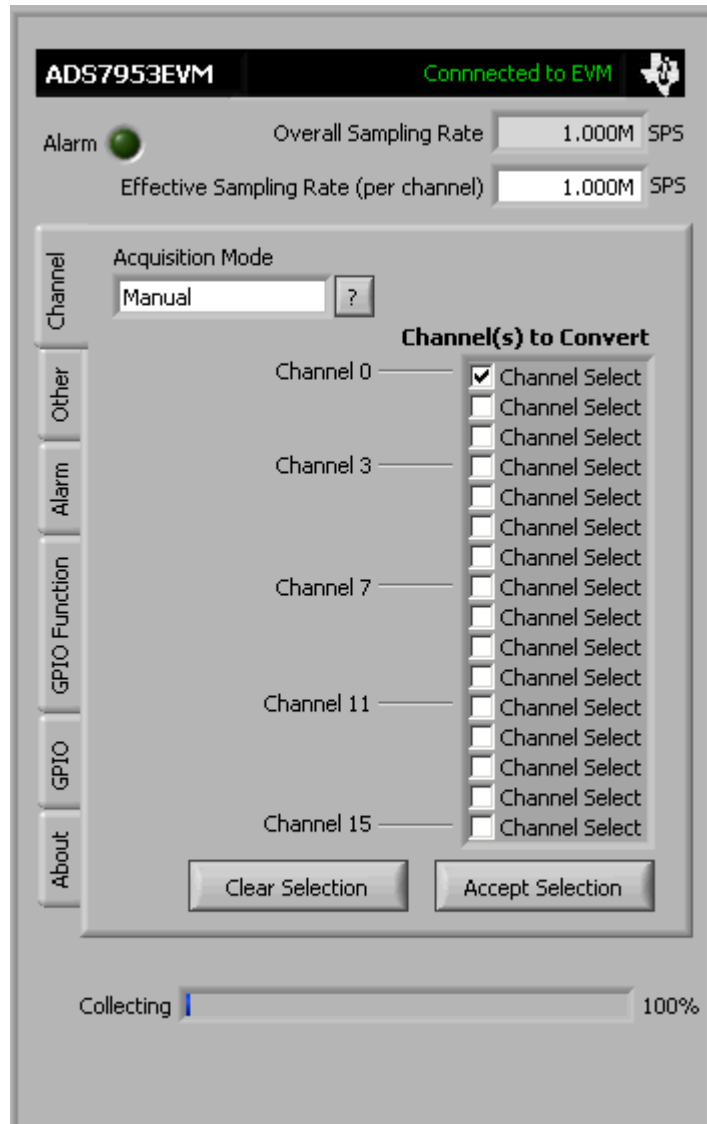 ADS7953EVM Connnected to EVM
Alarm Overall Sampling Rate 1.000M SPS
Effective Sampling Rate (per channel) 1.000M SPS
Channel
Other
Alarm
GPIO Function
GPIO
About
Acquisition Mode
Manual ?
Channel(s) to Convert
Channel 0 Channel Select
Channel Select
Channel Select
Channel 3 Channel Select
Channel Select
Channel Select
Channel Select
Channel 7 Channel Select
Channel Select
Channel Select
Channel Select
Channel 11 Channel Select
Channel Select
Channel Select
Channel Select
Channel 15 Channel Select
Clear Selection Accept Selection
Collecting 100%